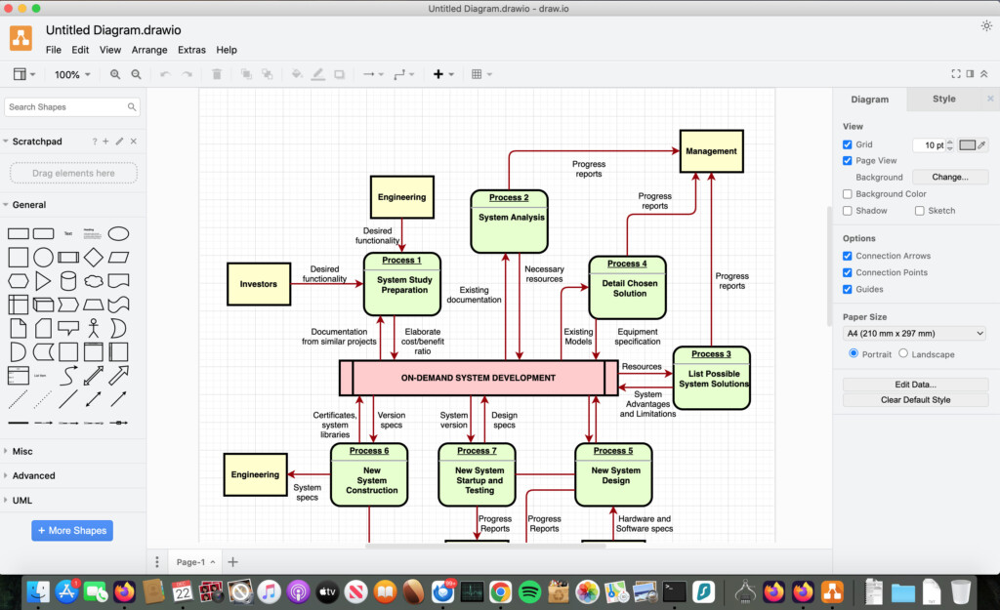 Untitled Diagram.drawio - draw.io
Untitled Diagram.drawio
File Edit View Arrange Extras Help
100%
Search Shapes
Scratchpad
?
Drag elements here
General
Text
Heading
List Item
Misc
Advanced
UML
+ More Shapes
Management
Progress
reports
Engineering
Process 2
System Analysis
Progress
reports
Desired
functionality
Process 1
System Study
Preparation
Investors
Desired
functionality
Necessary
resources
Existing
documentation
Process 4
Detail Chosen
Solution
Progress
reports
Documentation
from similar projects
Elaborate
cost/benefit
ratio
Existing
Models
Equipment
specification
Process 3
List Possible
System Solutions
Resources
ON-DEMAND SYSTEM DEVELOPMENT
System
Advantages
and Limitations
Certificates,
system
libraries
Version
specs
System
version
Design
specs
Process 6
New
System
Construction
Process 7
New System
Startup and
Testing
Process 5
New System
Design
Engineering
System
specs
Progress
Reports
Progress
Reports
Hardware and
Software specs
Page-1
Diagram Style
View
Grid 10 pt
Page View
Background Change...
Background Color
Shadow Sketch
Options
Connection Arrows
Connection Points
Guides
Paper Size
A4 (210 mm x 297 mm)
Portrait Landscape
Edit Data...
Clear Default Style
1
DEC
22
tv
99